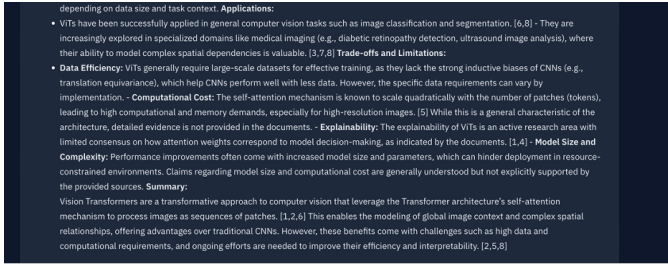 depending on data size and task context. Applications:
• ViTs have been successfully applied in general computer vision tasks such as image classification and segmentation. [6,8] - They are
increasingly explored in specialized domains like medical imaging (e.g., diabetic retinopathy detection, ultrasound image analysis), where
their ability to model complex spatial dependencies is valuable. [3,7,8] Trade-offs and Limitations:
• Data Efficiency: ViTs generally require large-scale datasets for effective training, as they lack the strong inductive biases of CNNs (e.g.,
translation equivariance), which help CNNs perform well with less data. However, the specific data requirements can vary by
implementation. - Computational Cost: The self-attention mechanism is known to scale quadratically with the number of patches (tokens),
leading to high computational and memory demands, especially for high-resolution images. [5] While this is a general characteristic of the
architecture, detailed evidence is not provided in the documents. - Explainability: The explainability of ViTs is an active research area with
limited consensus on how attention weights correspond to model decision-making, as indicated by the documents. [1,4] - Model Size and
Complexity: Performance improvements often come with increased model size and parameters, which can hinder deployment in resource-
constrained environments. Claims regarding model size and computational cost are generally understood but not explicitly supported by
the provided sources. Summary:
Vision Transformers are a transformative approach to computer vision that leverage the Transformer architecture's self-attention
mechanism to process images as sequences of patches. [1,2,6] This enables the modeling of global image context and complex spatial
relationships, offering advantages over traditional CNNs. However, these benefits come with challenges such as high data and
computational requirements, and ongoing efforts are needed to improve their efficiency and interpretability. [2,5,8]